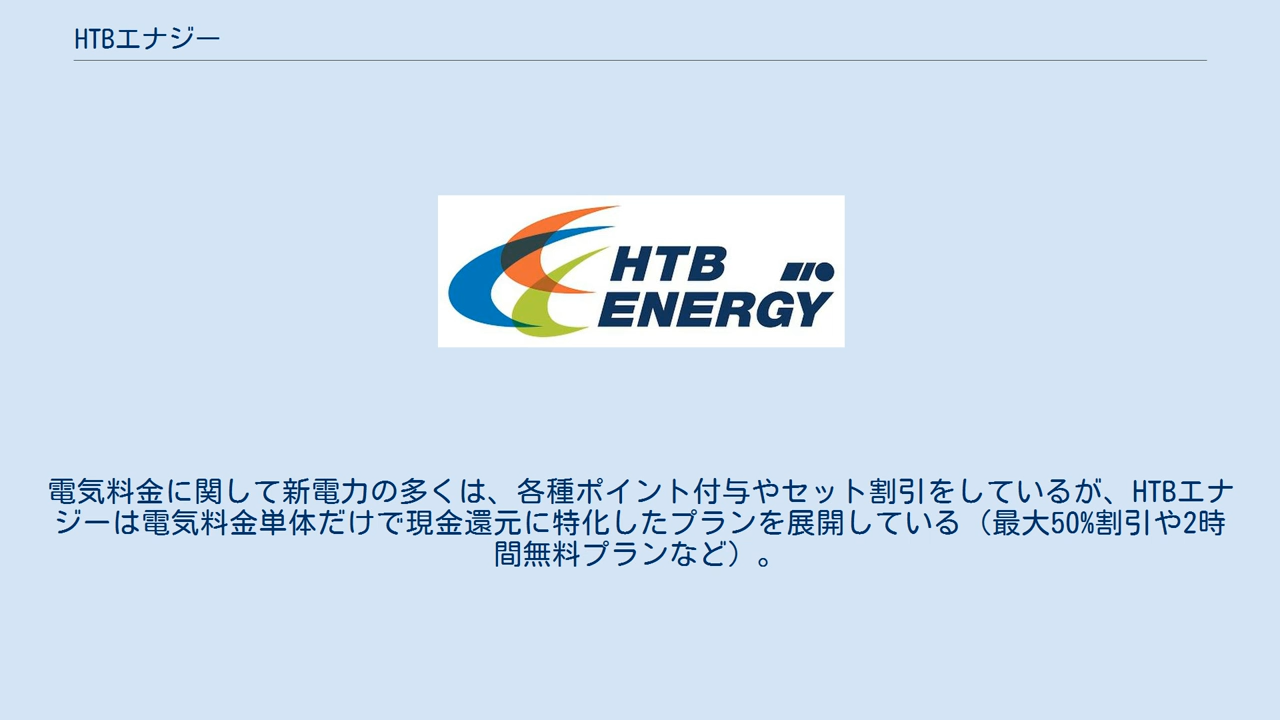 HTBエナジー
HTB
ENERGY
電気料金に関して新電力の多くは、各種ポイント付与やセット割引をしているが、HTBエナ
ジーは電気料金単体だけで現金還元に特化したプランを展開している（最大50%割引や2時
間無料プランなど）。